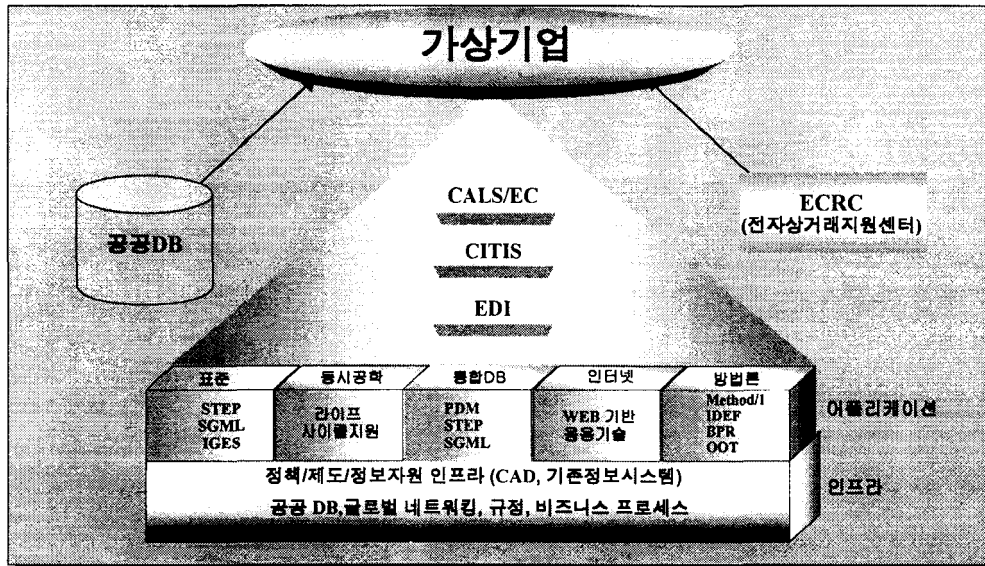 가상기업
CALS/EC
공공DB
ECRC
(전자상거래지원센터)
CITIS
EDI
표준
동시공학
통합DB
인터넷
방법론
STEP
SGML
IGES
라이프
사이클지원
PDM
STEP
SGML
WEB 기반
응용기술
Method/1
IDEF
BPR
OOT
어플리케이션
정책/제도/정보자원 인프라 (CAD, 기존정보시스템)
공공 DB,글로벌 네트워킹, 규정, 비즈니스 프로세스
인프라